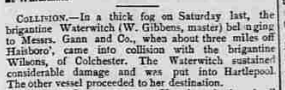 COLLISION.—In a thick fog on Saturday last, the
brigantine Waterwitch (W. Gibbens, master) belonging
to Messrs. Gann and Co., when about three miles off
Haisboro', came into collision with the brigantine
Wilsons, of Colchester. The Waterwitch sustained
considerable damage and was put into Hartlepool.
The other vessel proceeded to her destination.